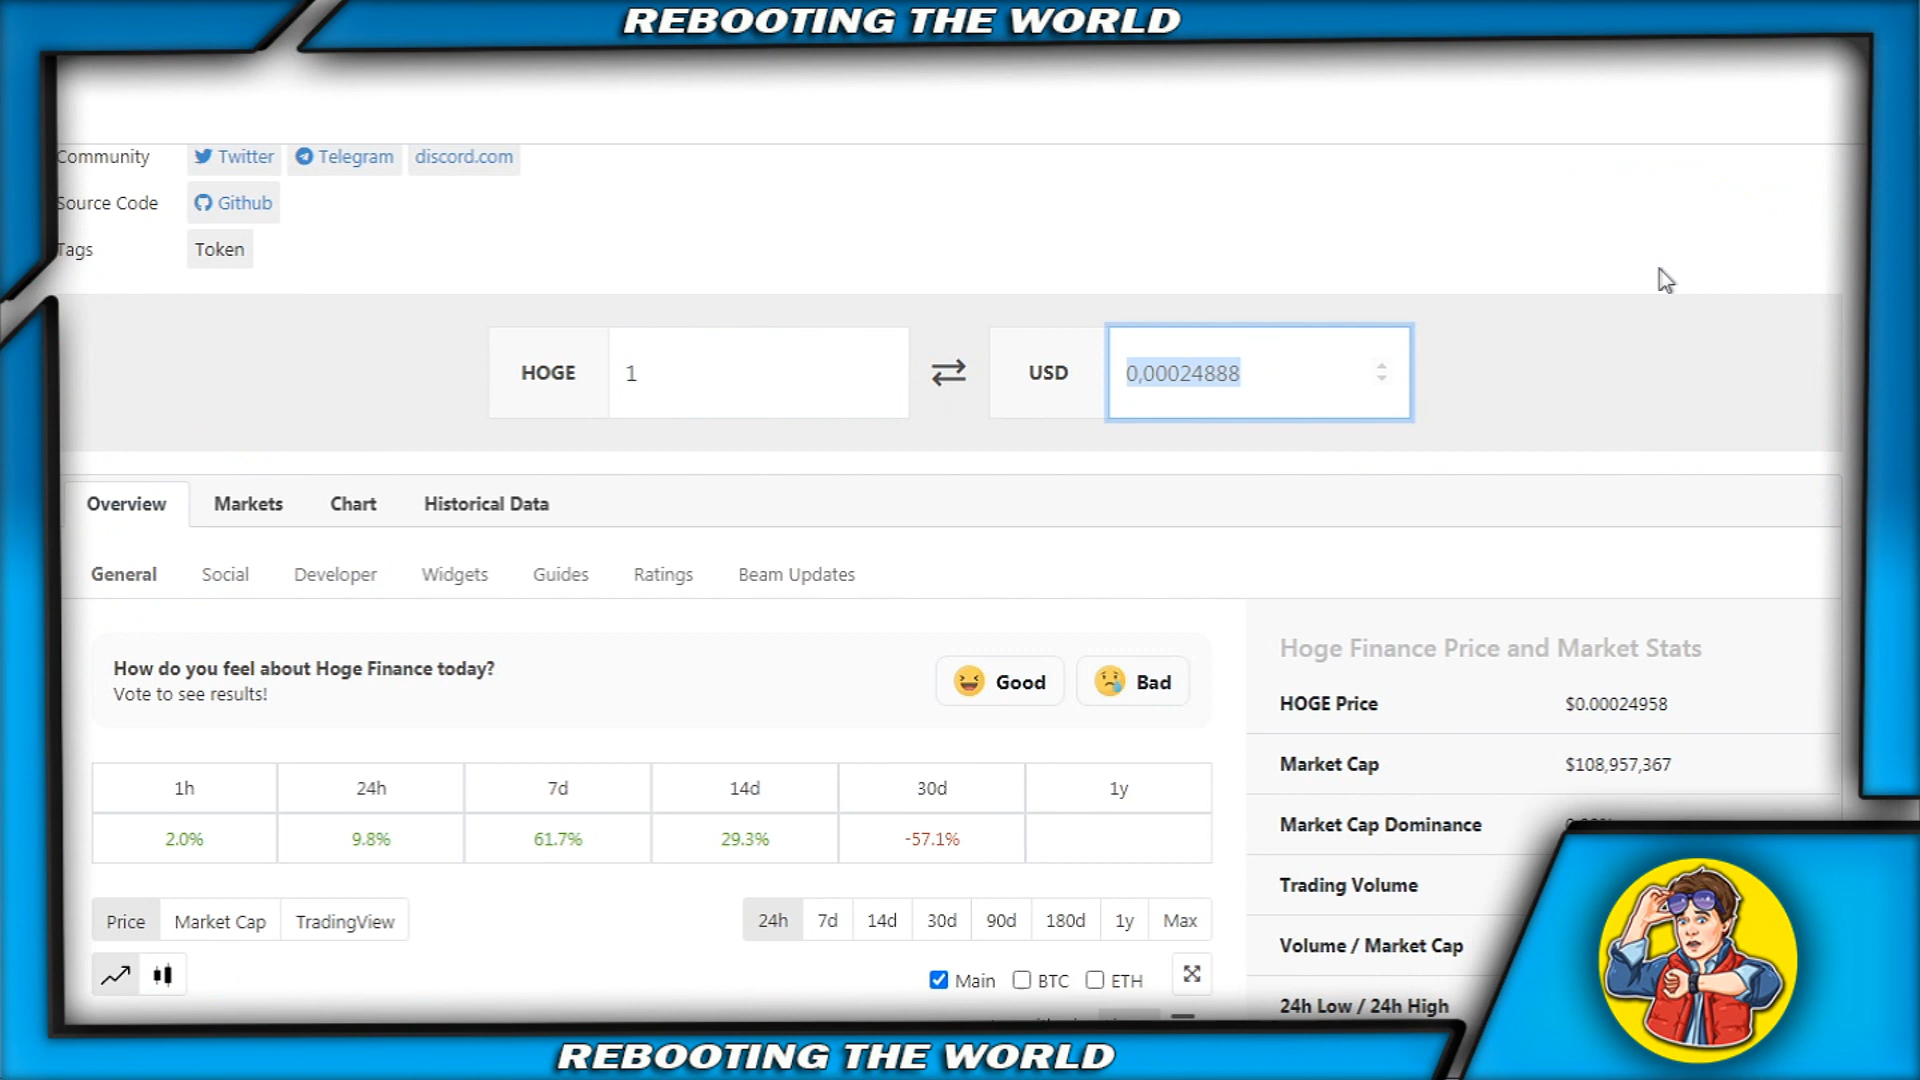 REBOOTING THE WORLD
Community Twitter Telegram discord.com
Source Code Github
Tags Token
HOGE 1 USD 0,00024888
Overview Markets Chart Historical Data
General Social Developer Widgets Guides Ratings Beam Updates
How do you feel about Hoge Finance today?
Vote to see results!
Good Bad
1h 24h 7d 14d 30d 1y
2.0% 9.8% 61.7% 29.3% -57.1%
Price Market Cap TradingView
24h 7d 14d 30d 90d 180d 1y Max
Main BTC ETH
Hoge Finance Price and Market Stats
HOGE Price $0.00024958
Market Cap $108,957,367
Market Cap Dominance
Trading Volume
Volume / Market Cap
24h Low / 24h High
REBOOTING THE WORLD